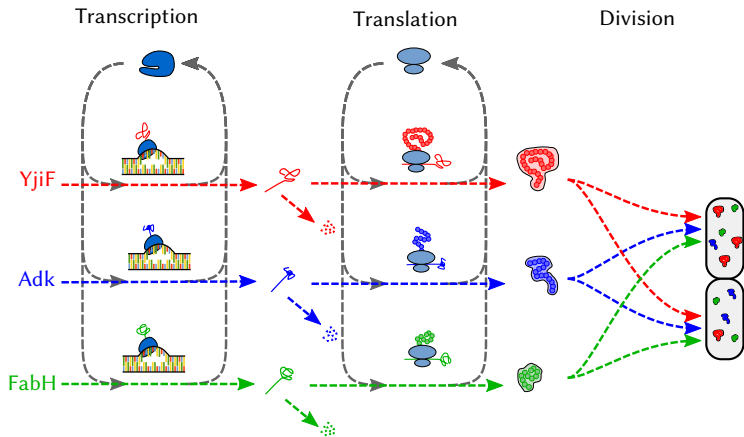 Transcription
Translation
Division
YjiF
Adk
FabH